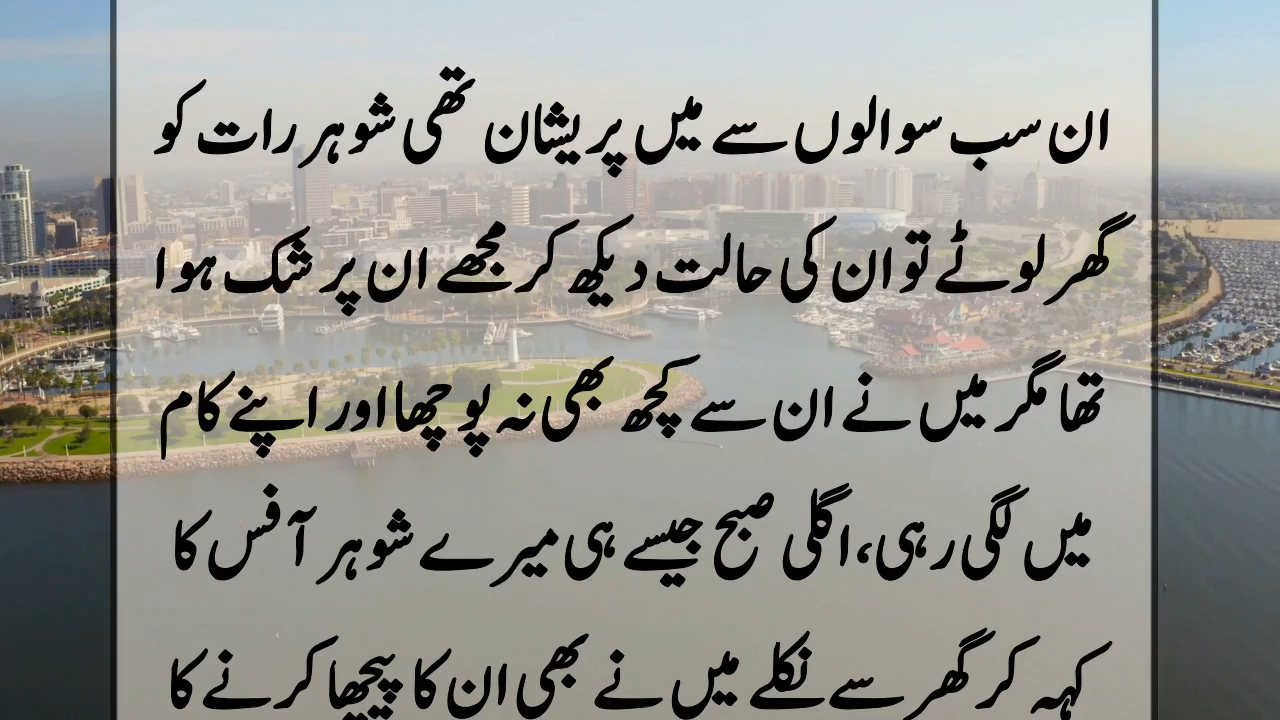 ان سب سوالوں سے میں پریشان تھی شوہر رات کو
گھر لوٹے تو ان کی حالت دیکھ کر مجھے ان پر شک ہوا
تھا مگر میں نے ان سے کچھ بھی نہ پوچھا اور اپنے کام
میں لگی رہی، اگلی صبح جیسے ہی میرے شوہر آفس کا
کہہ کر گھر سے نکلے میں نے بھی ان کا پیچھا کرنے کا